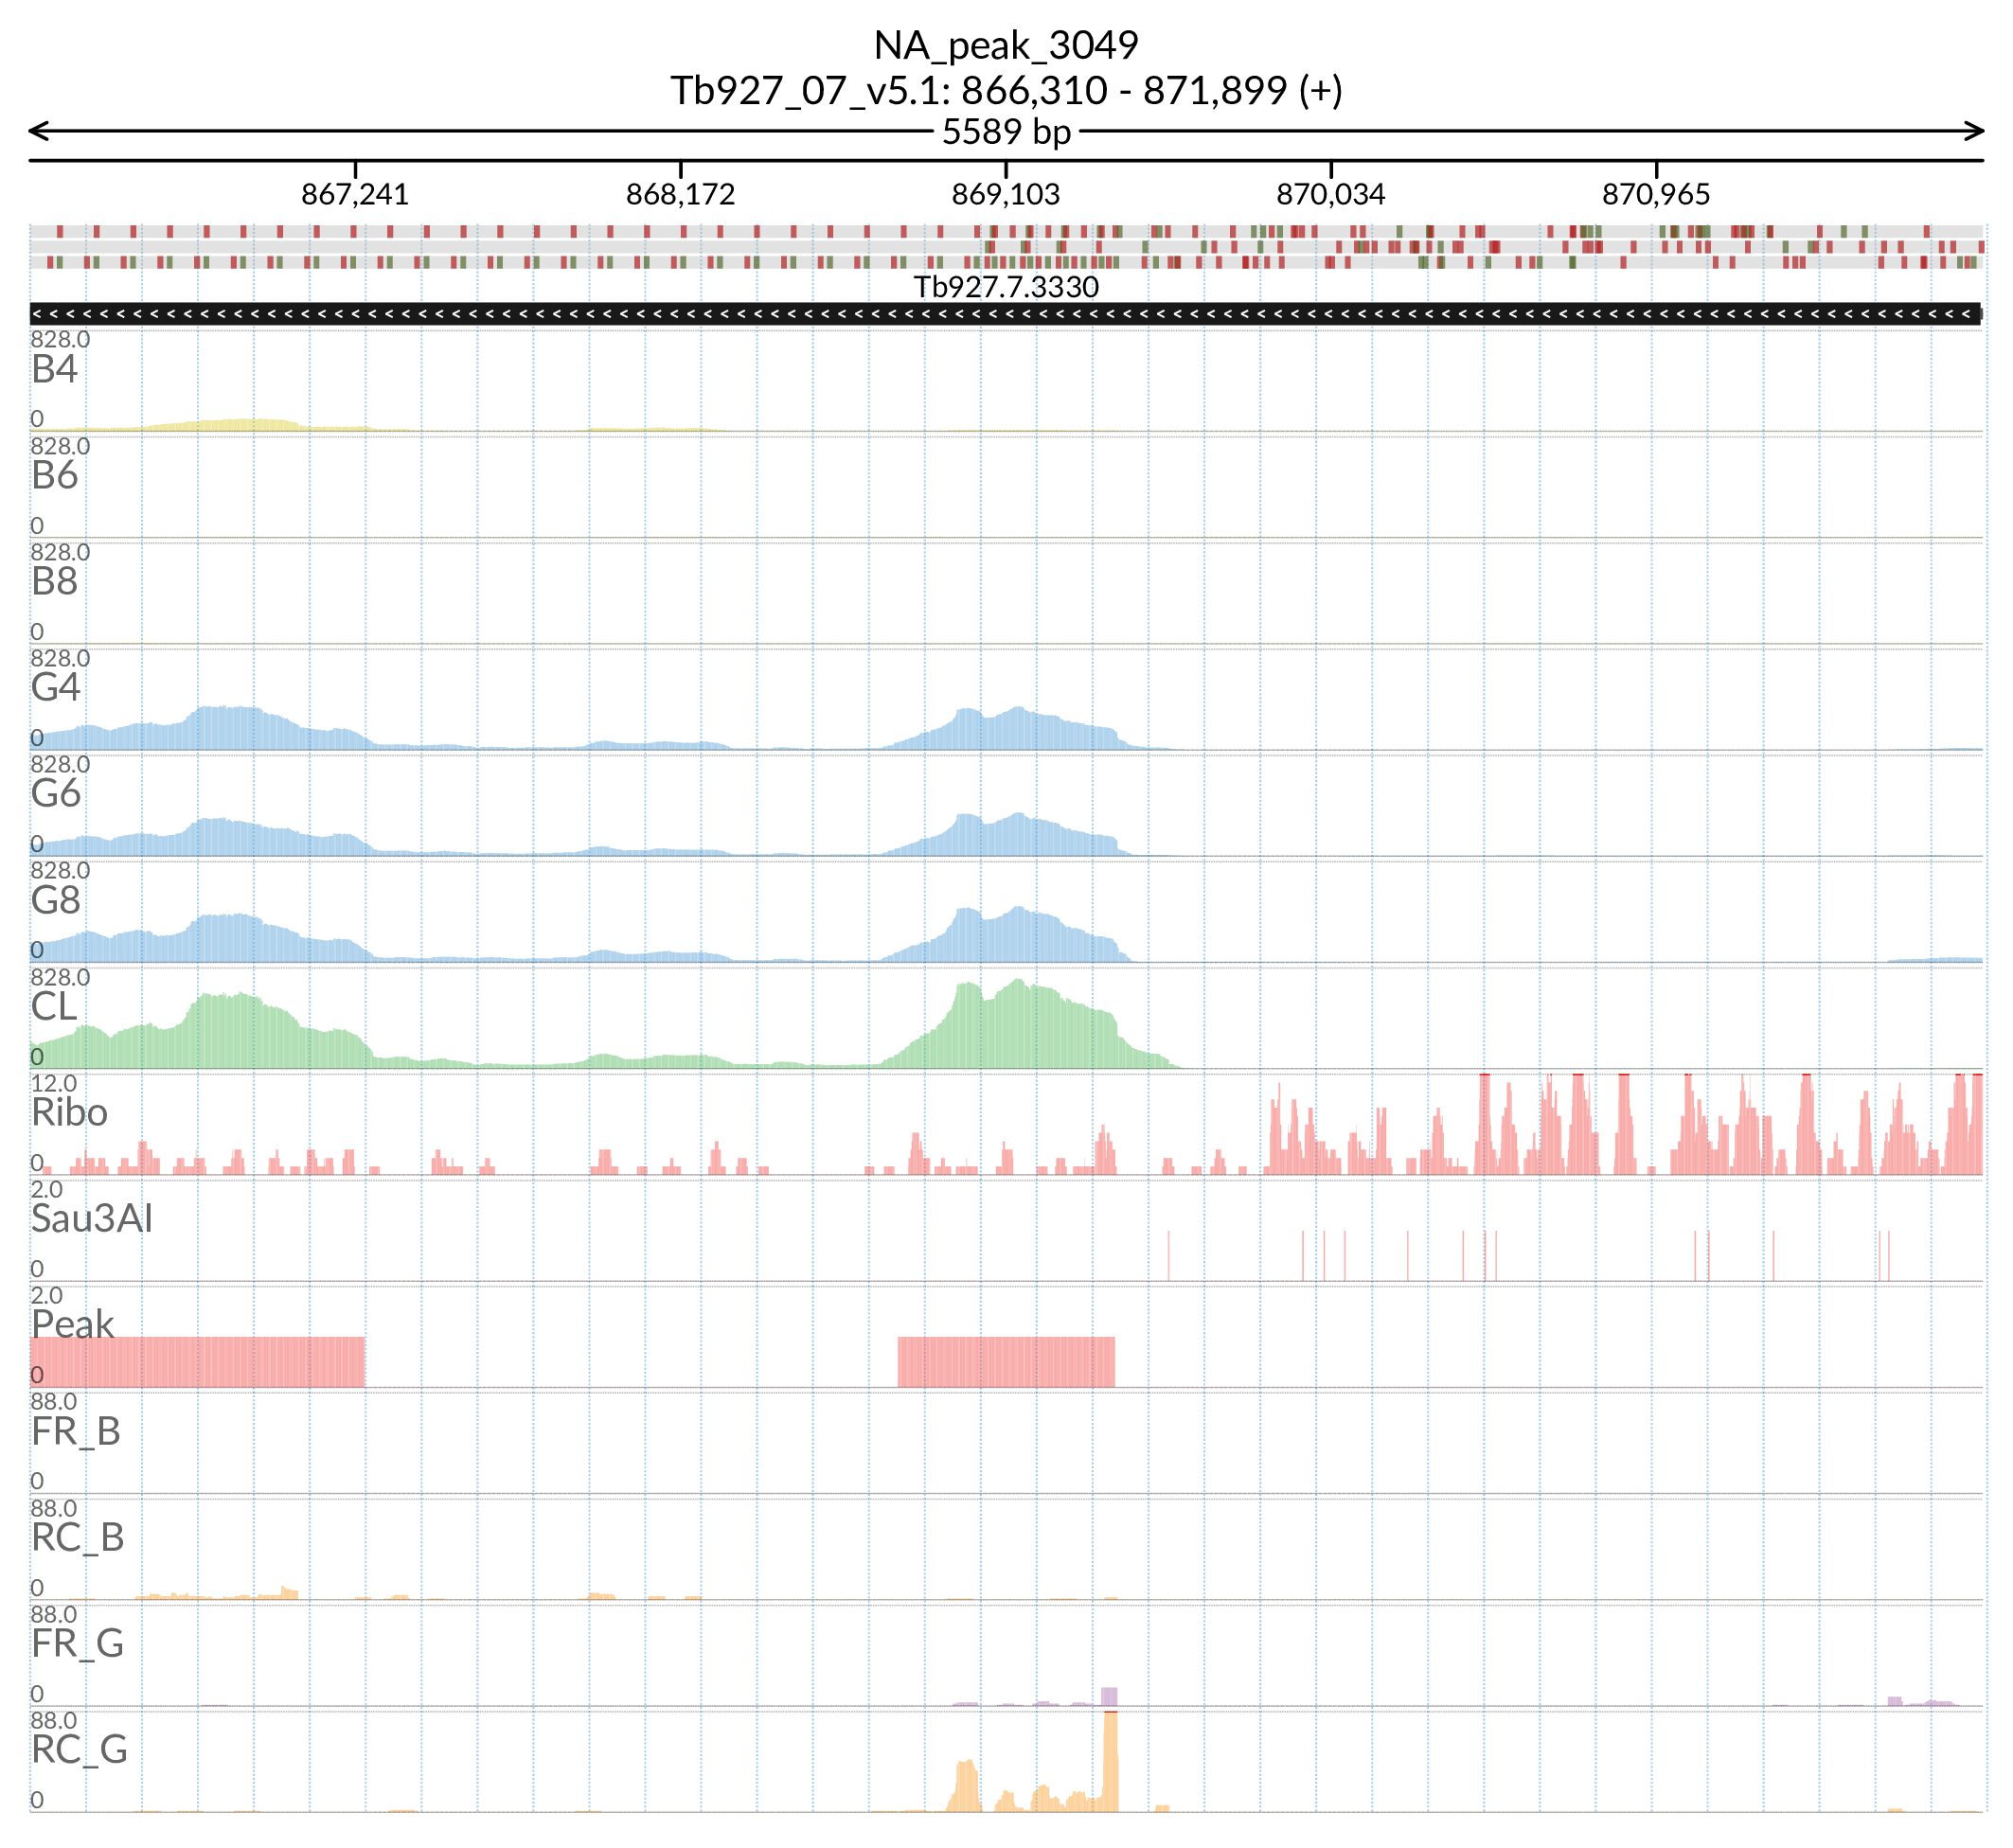 NA_peak_3049
Tb927_07_v5.1: 866,310 - 871,899 (+)
5589 bp
867,241 868,172 869,103 870,034 870,965
Tb927.7.3330
828.0
B4
0
828.0
B6
0
828.0
B8
0
828.0
G4
0
828.0
G6
0
828.0
G8
0
828.0
CL
0
12.0
Ribo
0
2.0
Sau3AI
0
2.0
Peak
0
88.0
FR_B
0
88.0
RC_B
0
88.0
FR_G
0
88.0
RC_G
0